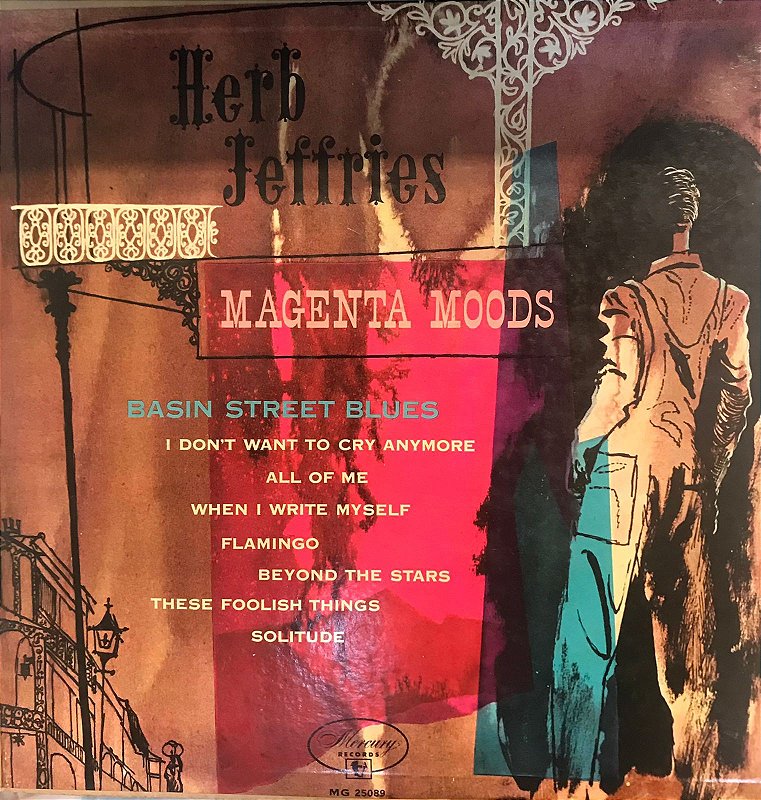 Herb
Jeffries
MAGENTA MOODS
BASIN STREET BLUES
I DON'T WANT TO CRY ANYMORE
ALL OF ME
WHEN I WRITE MYSELF
FLAMINGO
BEYOND THE STARS
THESE FOOLISH THINGS
SOLITUDE
Mercury
RECORDS
MG 25089